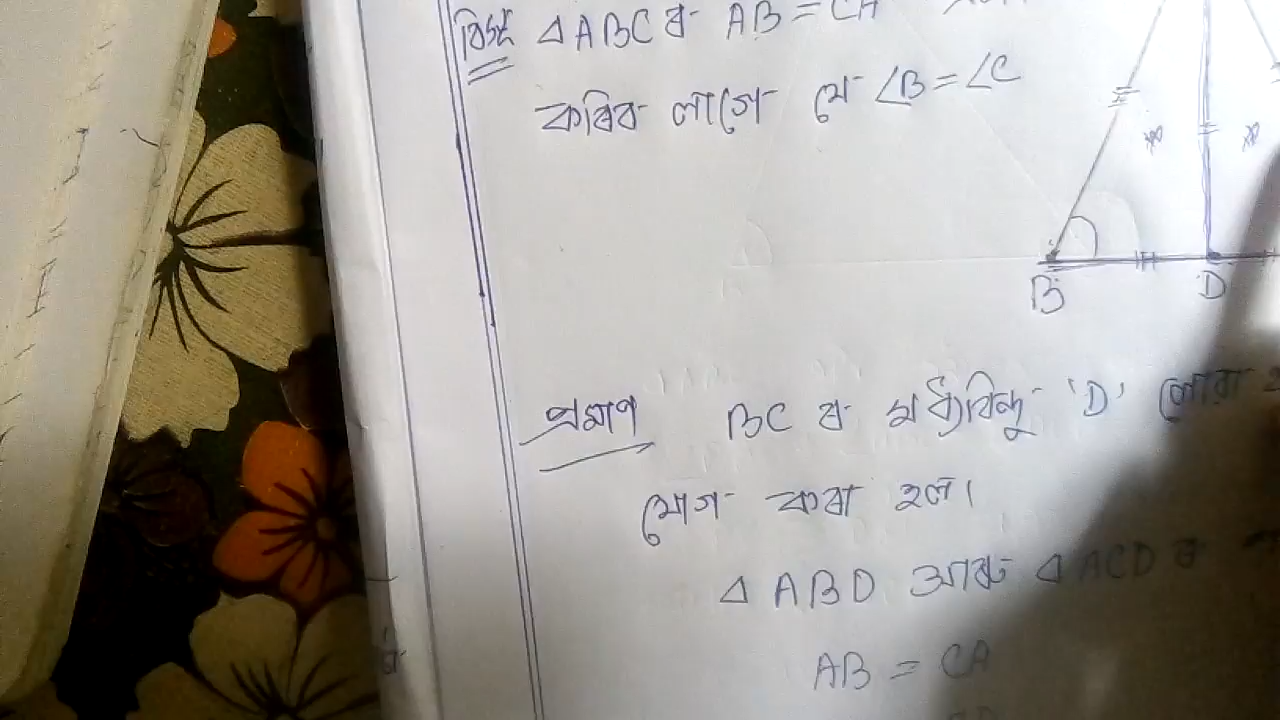 বিঃদ্ৰঃ Δ ABC ৰ AB = CA
কৰিব লাগে যে ∠B = ∠C
B D
প্ৰমাণ BC ৰ মধ্যবিন্দু 'D' লোৱা
যোগ কৰা হল।
Δ ABD আৰু Δ ACD ৰ
AB = CA